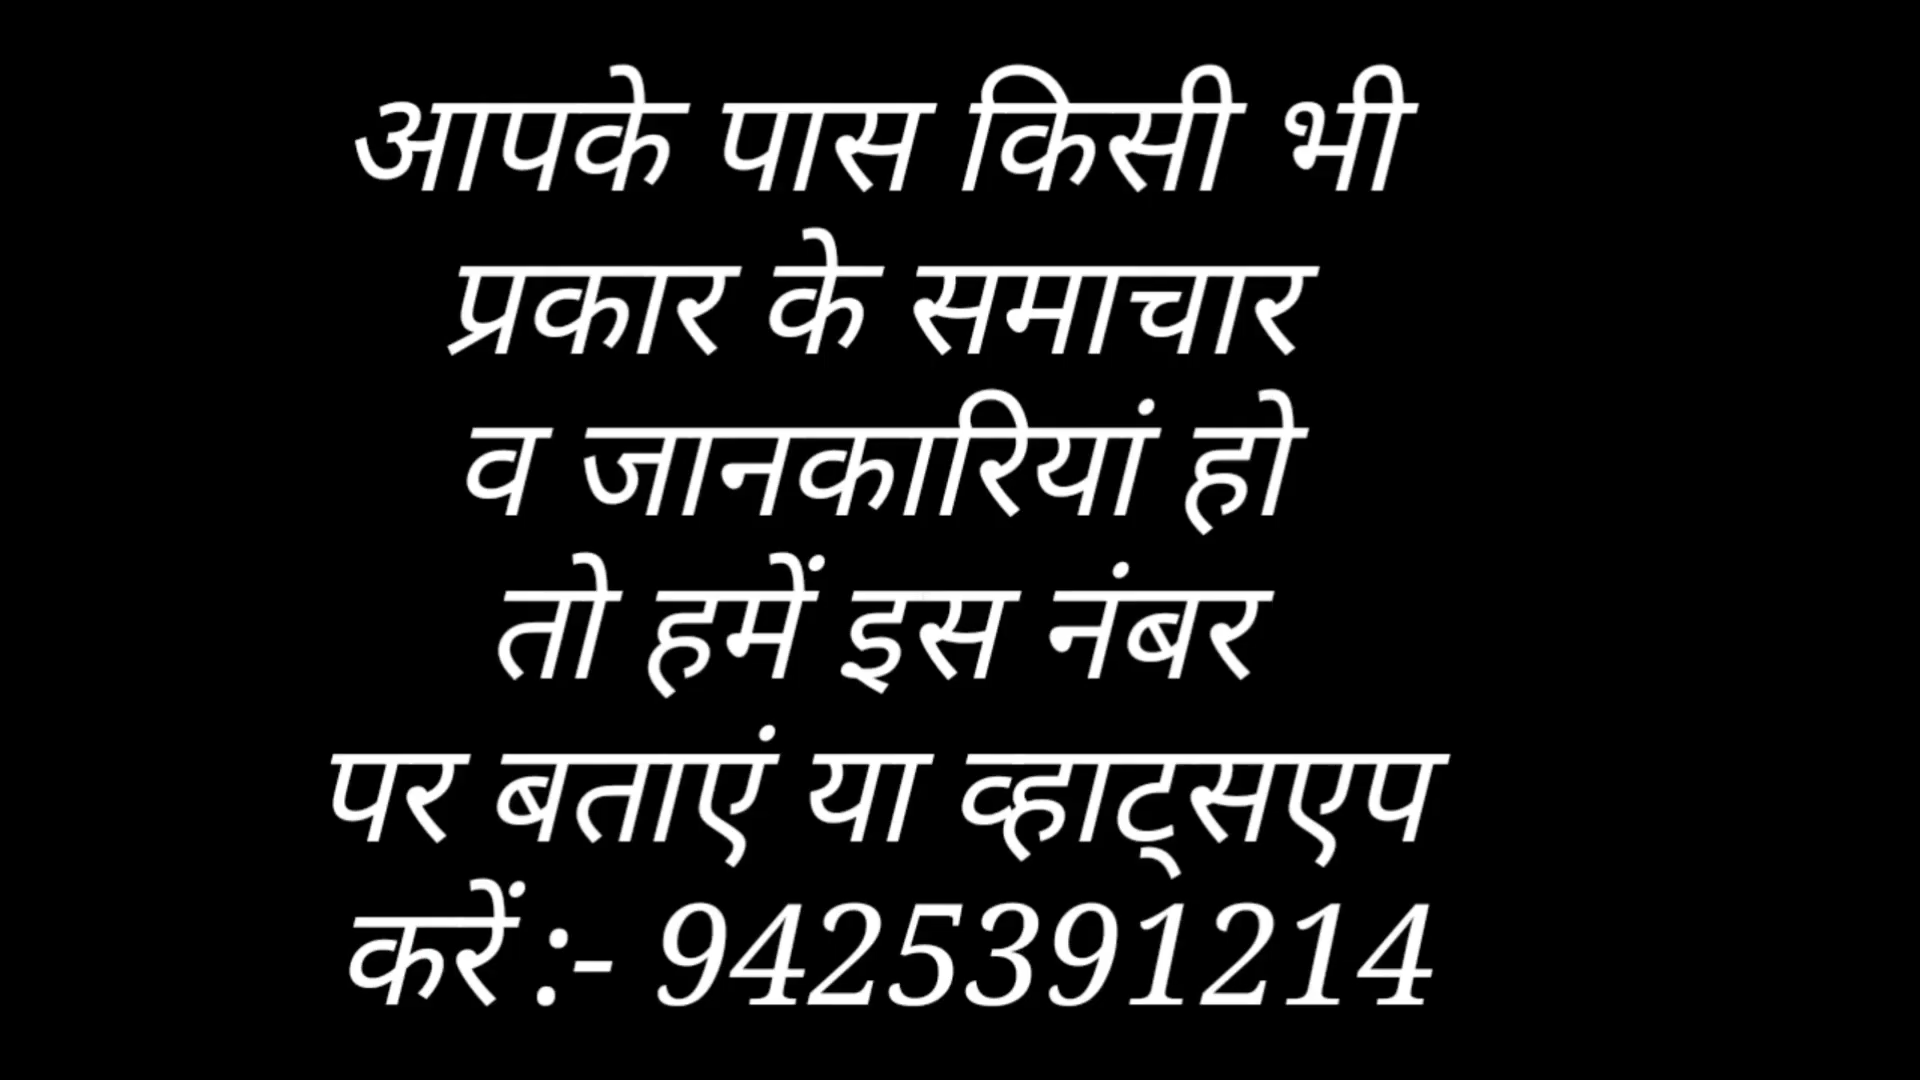 आपके पास किसी भी
प्रकार के समाचार
व जानकारियां हो
तो हमें इस नंबर
पर बताएं या व्हाट्सएप
करें :- 9425391214